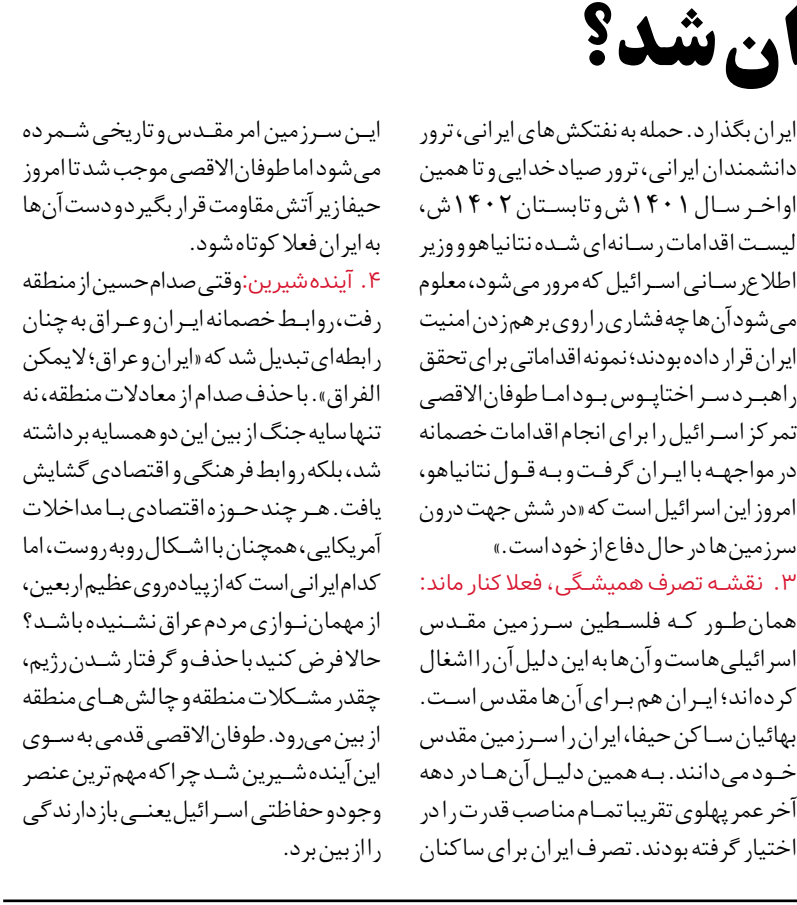 ان شد؟
ایران بگذارد. حمله به نفتکش‌های ایرانی، ترور
دانشمندان ایرانی، ترور صیاد خدایی و تا همین
اواخر سال ۱۴۰۱ش و تابستان ۱۴۰۲ش،
لیست اقدامات رسانه‌ای شده نتانیاهو و وزیر
اطلاع‌رسانی اسرائیل که مرور می‌شود، معلوم
می‌شود آن‌ها چه فشاری را روی برهم زدن امنیت
ایران قرار داده بودند؛ نمونه اقداماتی برای تحقق
راهبرد سر اختاپوس بود اما طوفان‌الاقصی
تمرکز اسرائیل را برای انجام اقدامات خصمانه
در مواجهه با ایران گرفت و به قول نتانیاهو،
امروز این اسرائیل است که «در شش جهت درون
سرزمین‌ها در حال دفاع از خود است.»
۳. نقشه تصرف همیشگی، فعلا کنار ماند:
همان‌طور که فلسطین سرزمین مقدس
اسرائیلی‌هاست و آن‌ها به این دلیل آن را اشغال
کرده‌اند؛ ایران هم برای آن‌ها مقدس است.
بهائیان ساکن حیفا، ایران را سرزمین مقدس
خود می‌دانند. به همین دلیل آن‌ها در دهه
آخر عمر پهلوی تقریبا تمام مناصب قدرت را در
اختیار گرفته بودند. تصرف ایران برای ساکنان
این سرزمین امر مقدس و تاریخی شمرده
می‌شود اما طوفان‌الاقصی موجب شد تا امروز
حیفا زیر آتش مقاومت قرار بگیرد و دست آن‌ها
به ایران فعلا کوتاه شود.
۴. آینده شیرین: وقتی صدام حسین از منطقه
رفت، روابط خصمانه ایران و عراق به چنان
رابطه‌ای تبدیل شد که «ایران و عراق؛ لایمکن
الفراق». با حذف صدام از معادلات منطقه، نه
تنها سایه جنگ از بین این دو همسایه برداشته
شد، بلکه روابط فرهنگی و اقتصادی گشایش
یافت. هر چند حوزه اقتصادی با مداخلات
آمریکایی، همچنان با اشکال روبه‌روست، اما
کدام ایرانی است که از پیاده‌روی عظیم اربعین،
از مهمان‌نوازی مردم عراق نشنیده باشد؟
حالا فرض کنید با حذف و گرفتار شدن رژیم،
چقدر مشکلات منطقه و چالش‌های منطقه
از بین می‌رود. طوفان‌الاقصی قدمی به سوی
این آینده شیرین شد چرا که مهم‌ترین عنصر
وجود و حفاظتی اسرائیل یعنی بازدارندگی
را از بین برد.